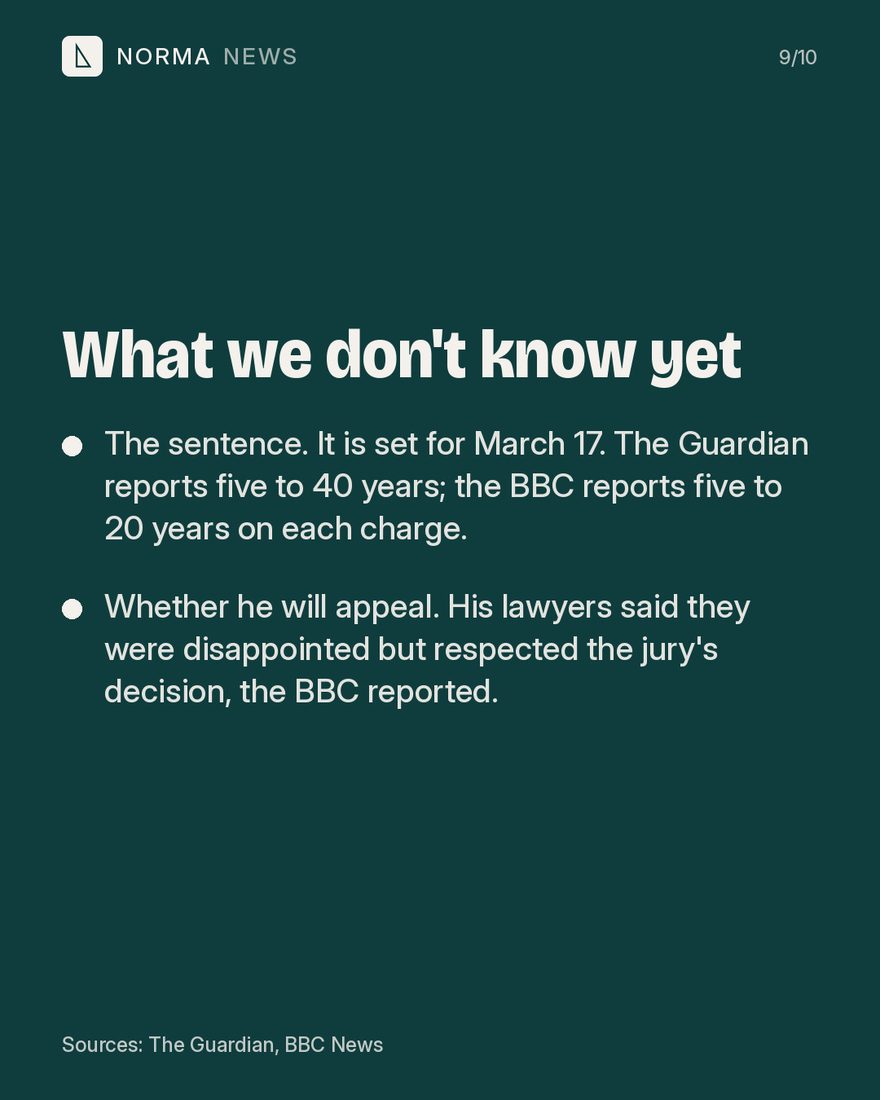 NORMA NEWS
9/10
What we don't know yet
The sentence. It is set for March 17. The Guardian
reports five to 40 years; the BBC reports five to
20 years on each charge.
Whether he will appeal. His lawyers said they
were disappointed but respected the jury's
decision, the BBC reported.
Sources: The Guardian, BBC News